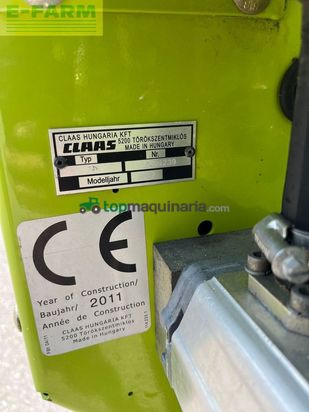 E-FARM
CLAAS HUNGARIA KFT
5200 TÖRÖKSZENTMIKLÓS
CLAAS MADE IN HUNGARY
Typ Nr.
Modelljahr
topmaquinaria.com
CE
Year of Construction/
Baujahr/ 2011
Année de Construction
CLAAS HUNGARIA KFT
5200 Törökszentmiklós
Made in Hungary